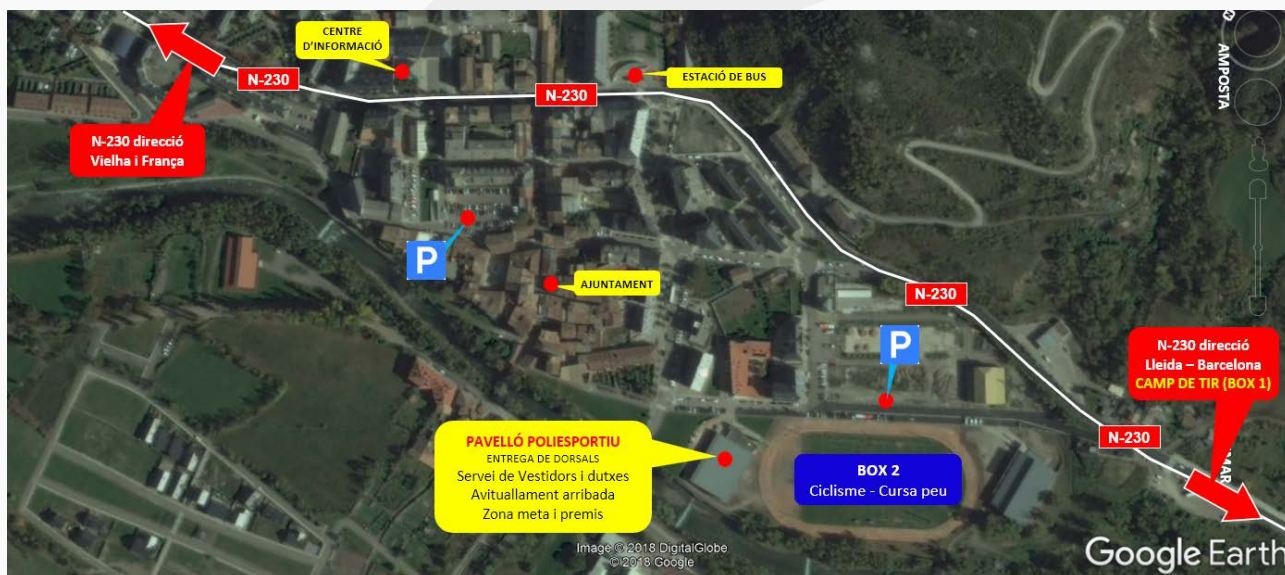 CENTRE
D'INFORMACIÓ
N-230
N-230
ESTACIÓ DE BUS
AMPOSTA
N-230 direcció
Vielha i França
P
AJUNTAMENT
N-230
P
N-230 direcció
Lleida – Barcelona
CAMP DE TIR (BOX 1)
N-230
MAR
PAVELLÓ POLIESPORTIU
ENTREGA DE DORSALS
Servei de Vestidors i dutxes
Avituallament arribada
Zona meta i premis
BOX 2
Ciclisme - Cursa peu
Image © 2018 DigitalGlobe
© 2018 Google
Google Earth